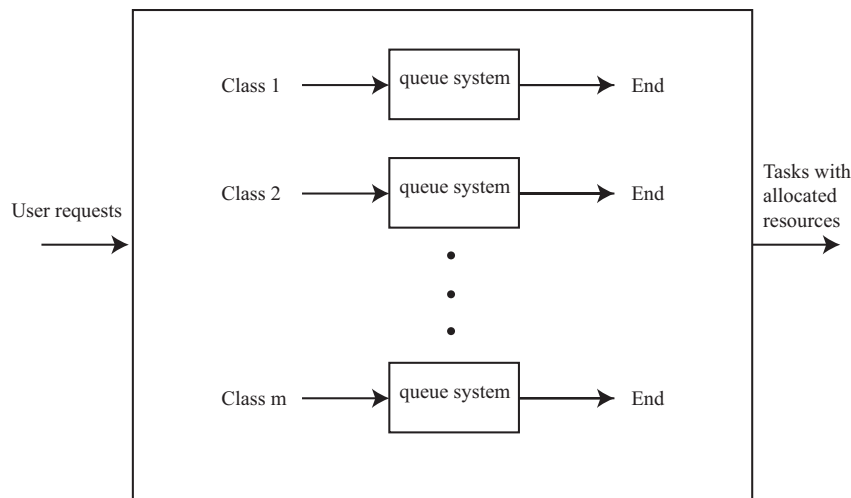 Class 1
queue system
End
Class 2
queue system
End
User requests
Tasks with
allocated
resources
Class m
queue system
End